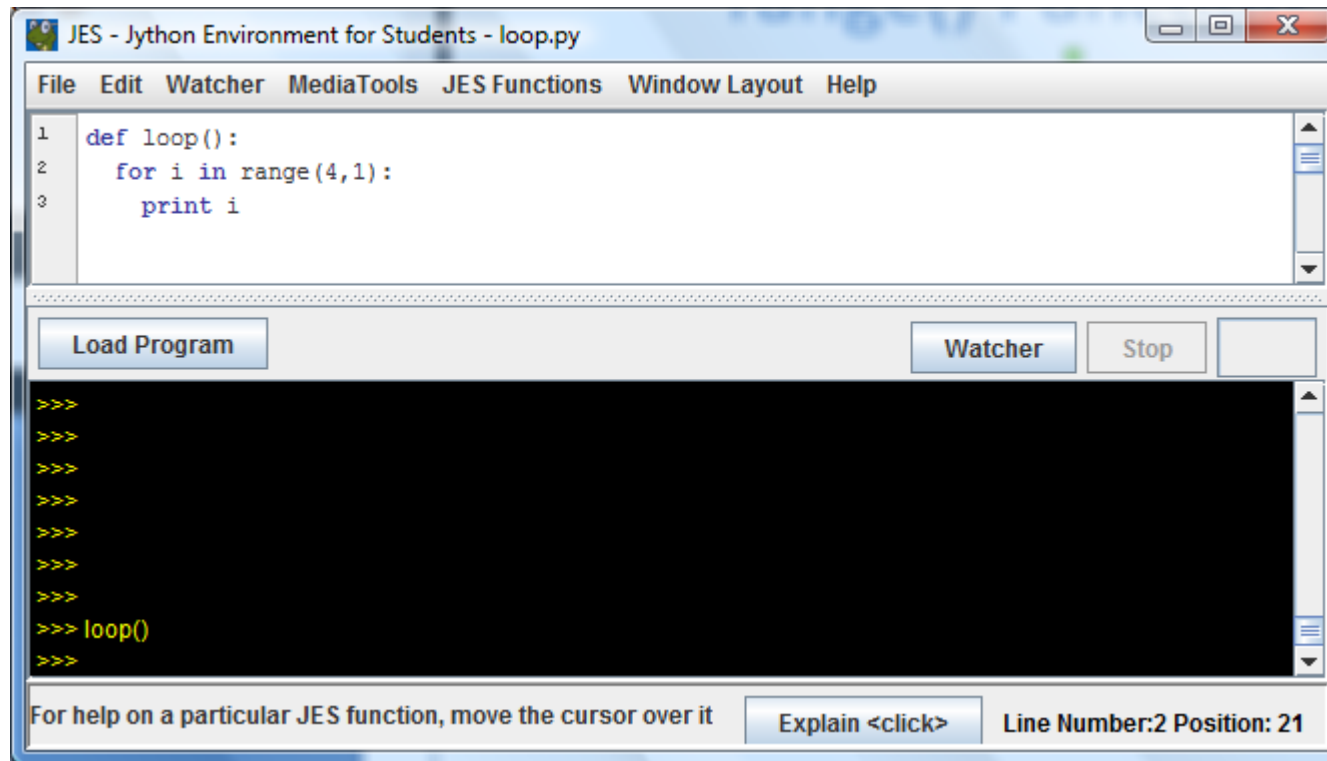 JES - Jython Environment for Students - loop.py
File Edit Watcher MediaTools JES Functions Window Layout Help
1 def loop():
2 for i in range(4,1):
3 print i
Load Program Watcher Stop
>>>
>>>
>>>
>>>
>>>
>>>
>>>
>>> loop()
>>>
For help on a particular JES function, move the cursor over it Explain <click> Line Number:2 Position: 21